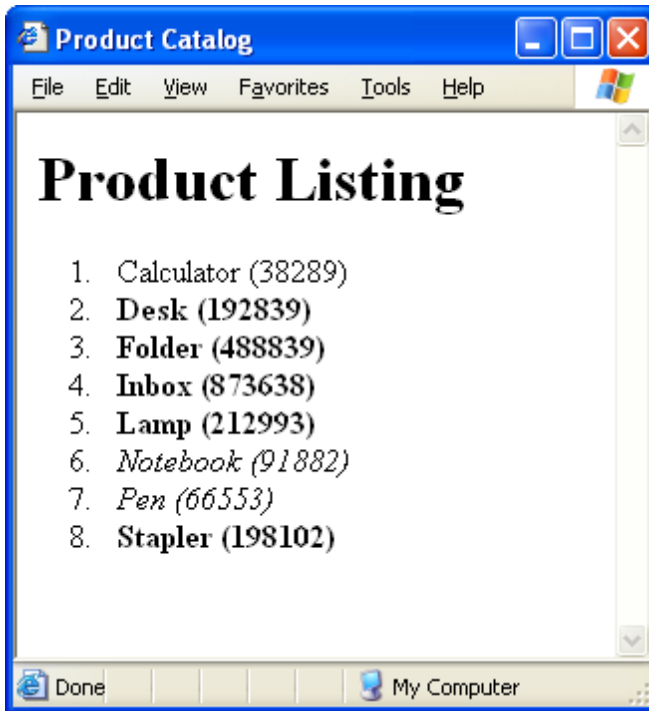 Product Catalog
File Edit View Favorites Tools Help
Product Listing
1. Calculator (38289)
2. Desk (192839)
3. Folder (488839)
4. Inbox (873638)
5. Lamp (212993)
6. Notebook (91882)
7. Pen (66553)
8. Stapler (198102)
Done My Computer